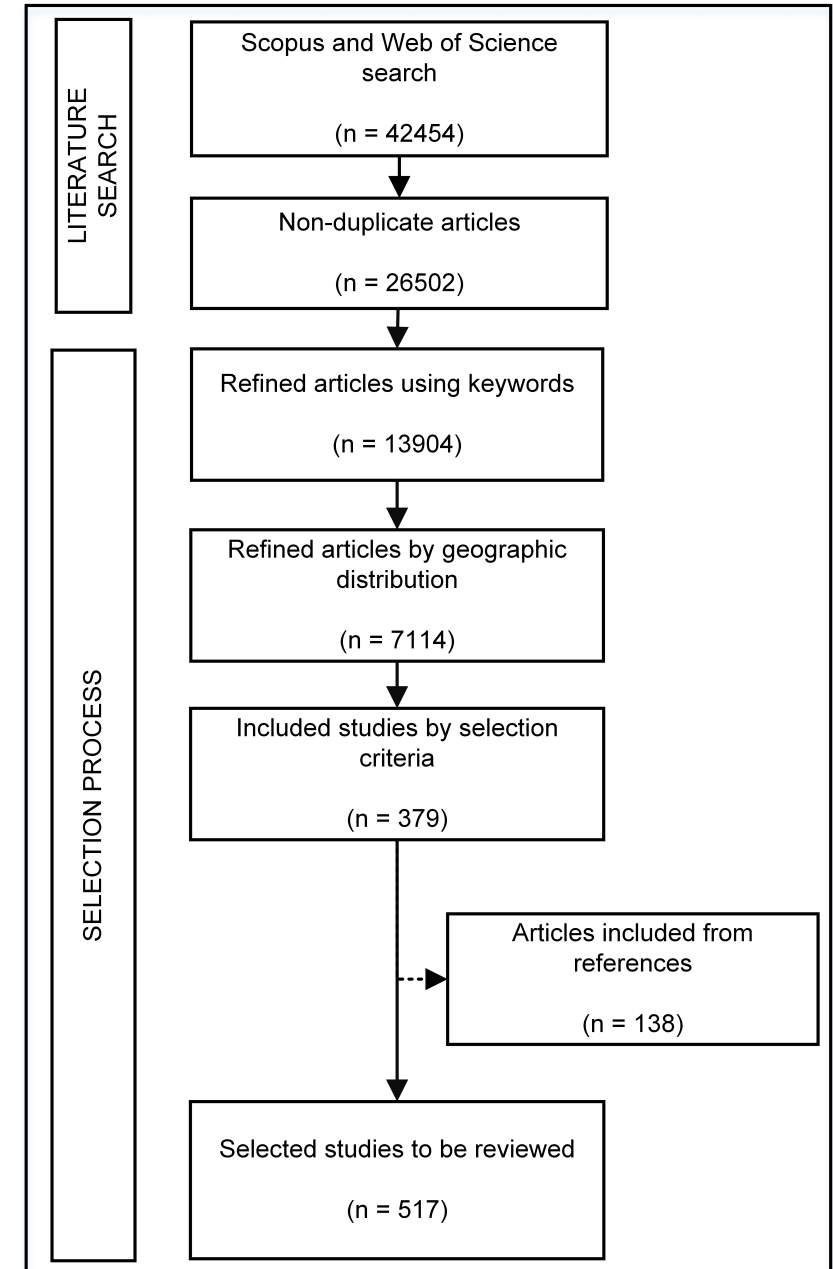 LITERATURE
SEARCH
Scopus and Web of Science
search
(n = 42454)
Non-duplicate articles
(n = 26502)
SELECTION PROCESS
Refined articles using keywords
(n = 13904)
Refined articles by geographic
distribution
(n = 7114)
Included studies by selection
criteria
(n = 379)
Articles included from
references
(n = 138)
Selected studies to be reviewed
(n = 517)